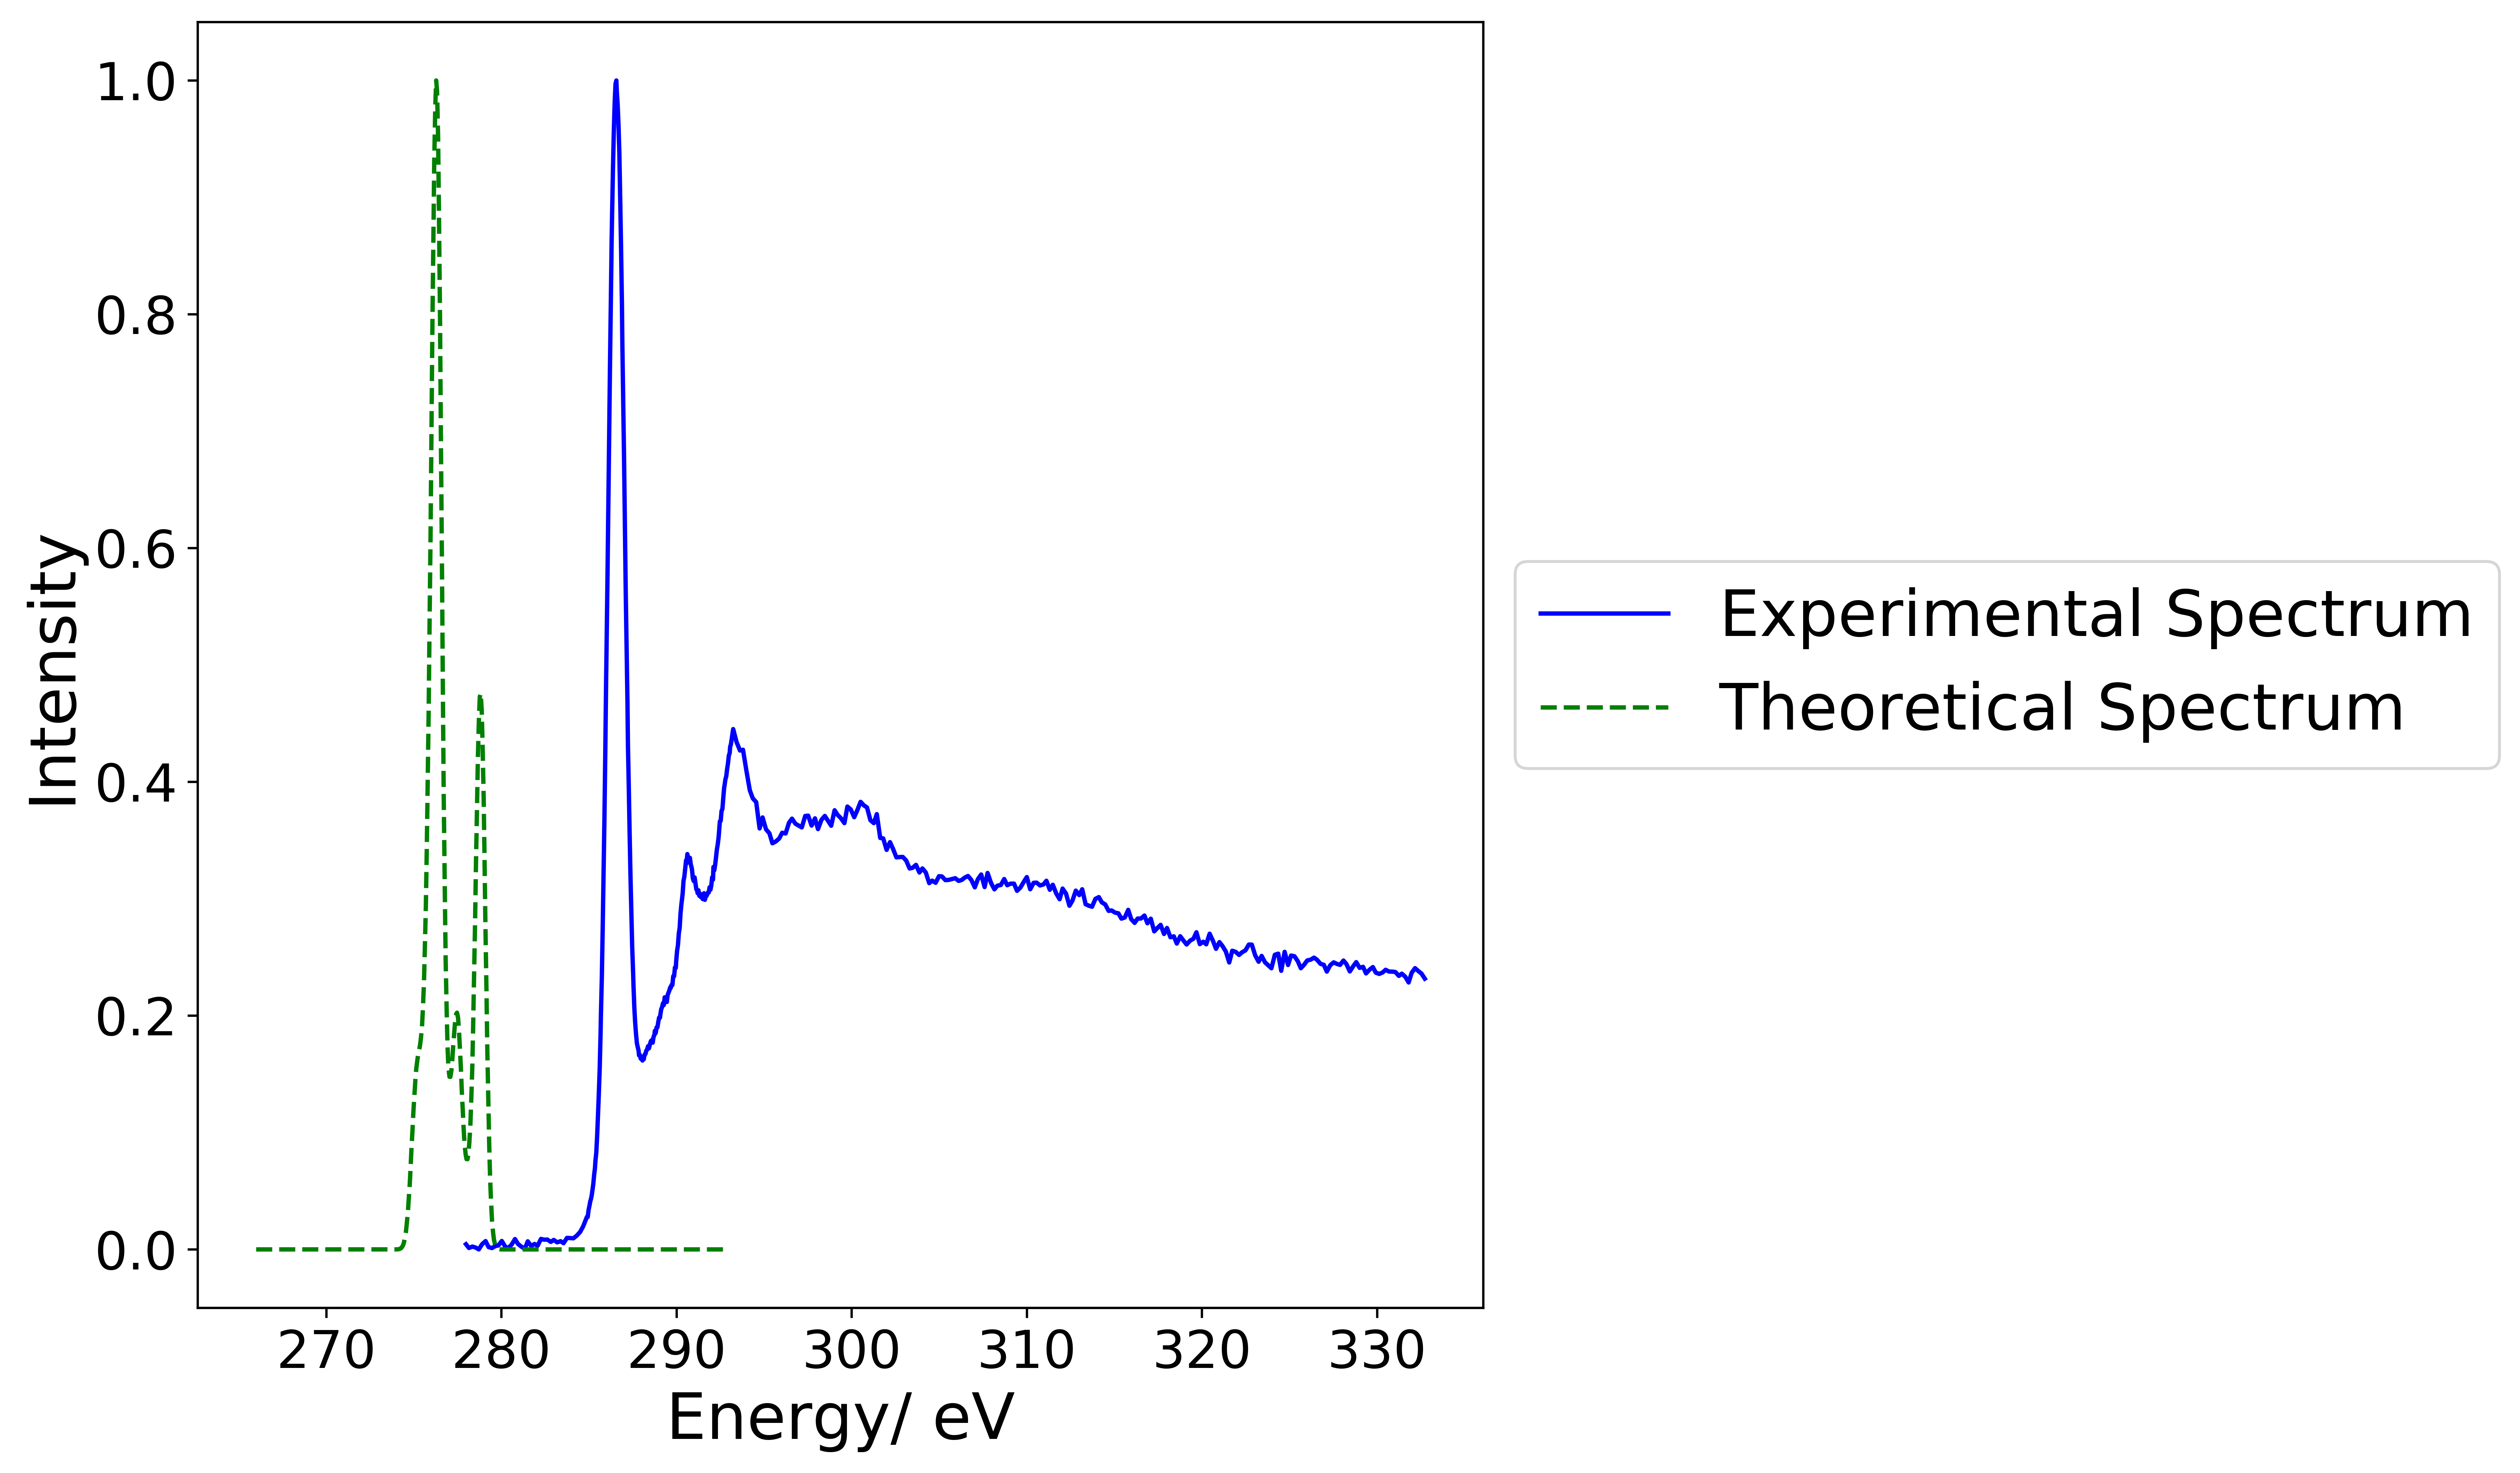 1.0
0.8
0.6
0.4
0.2
0.0
Intensity
270 280 290 300 310 320 330
Energy/ eV
Experimental Spectrum
Theoretical Spectrum